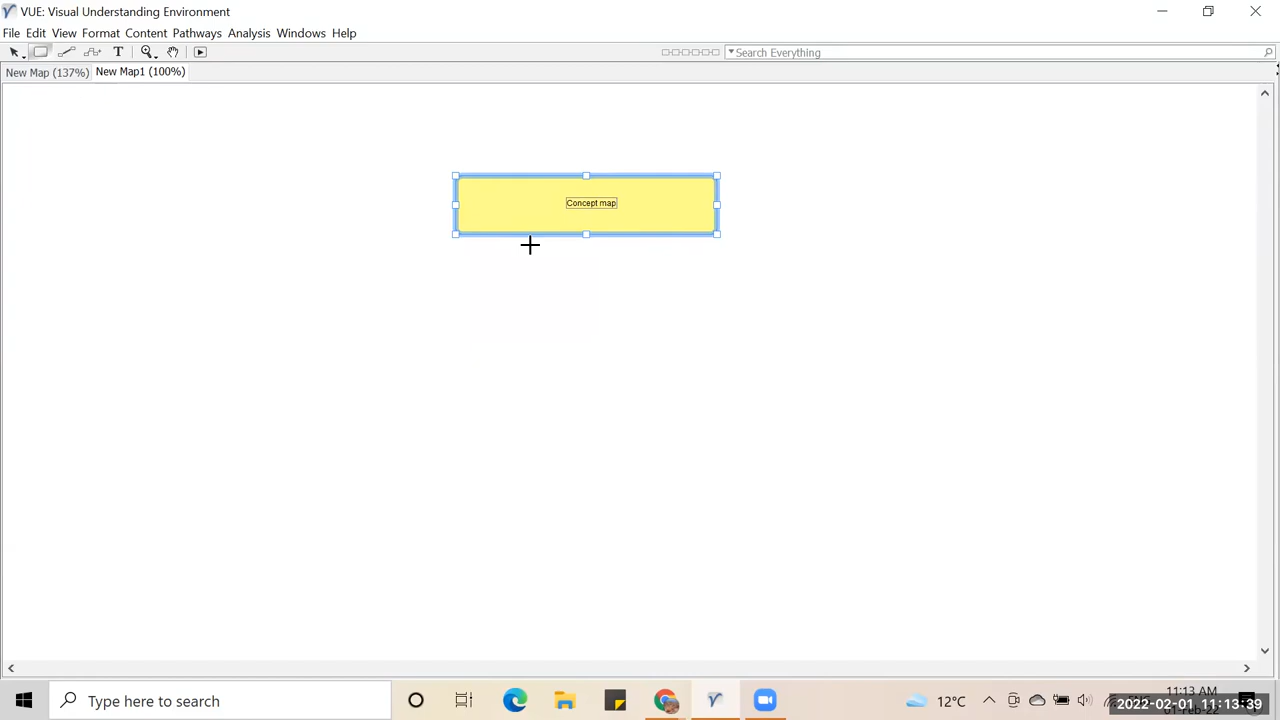 VUE: Visual Understanding Environment
File Edit View Format Content Pathways Analysis Windows Help
T
Search Everything
New Map (137%) New Map1 (100%)
Concept map
Type here to search
12°C
11:13 AM
2022-02-01 11:13:39